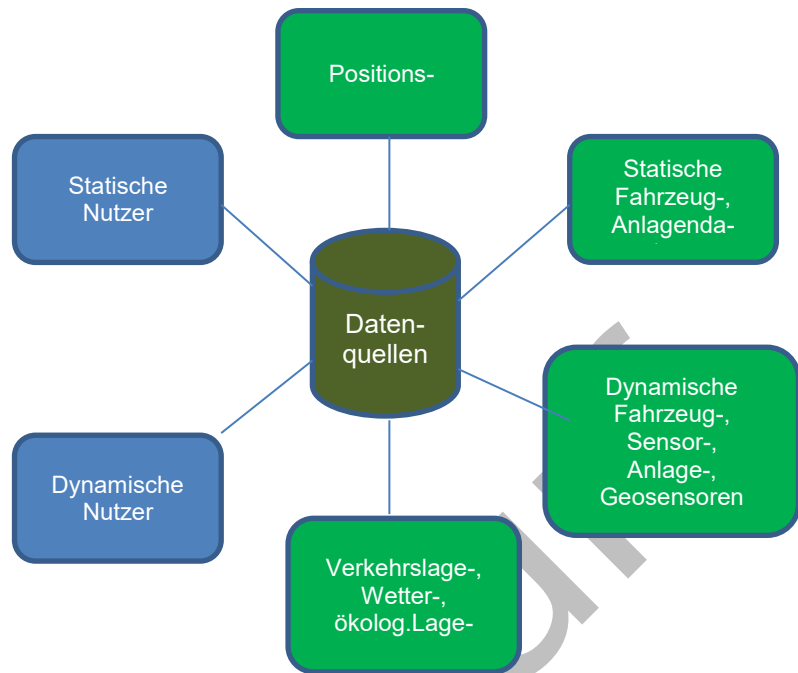 Positions-
Statische
Nutzer
Statische
Fahrzeug-,
Anlagenda-
Daten-
quellen
Dynamische
Fahrzeug-,
Sensor-,
Anlage-,
Geosensoren
Dynamische
Nutzer
Verkehrslage-,
Wetter-,
ökolog.Lage-